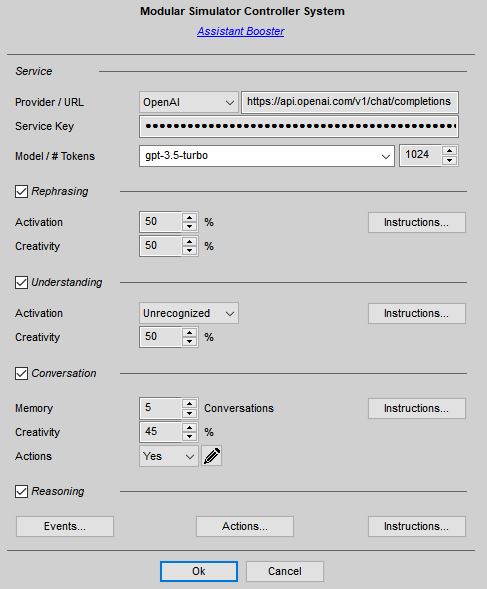 Modular Simulator Controller System
Assistant Booster
Service
Provider / URL OpenAI https://api.openai.com/v1/chat/completions
Service Key ●●●●●●●●●●●●●●●●●●●●●●●●●●●●●●●●●●●●●●●●●●●●
Model / # Tokens gpt-3.5-turbo 1024
Rephrasing
Activation 50 % Instructions...
Creativity 50 %
Understanding
Activation Unrecognized Instructions...
Creativity 50 %
Conversation
Memory 5 Conversations Instructions...
Creativity 45 %
Actions Yes
Reasoning
Events... Actions... Instructions...
Ok Cancel